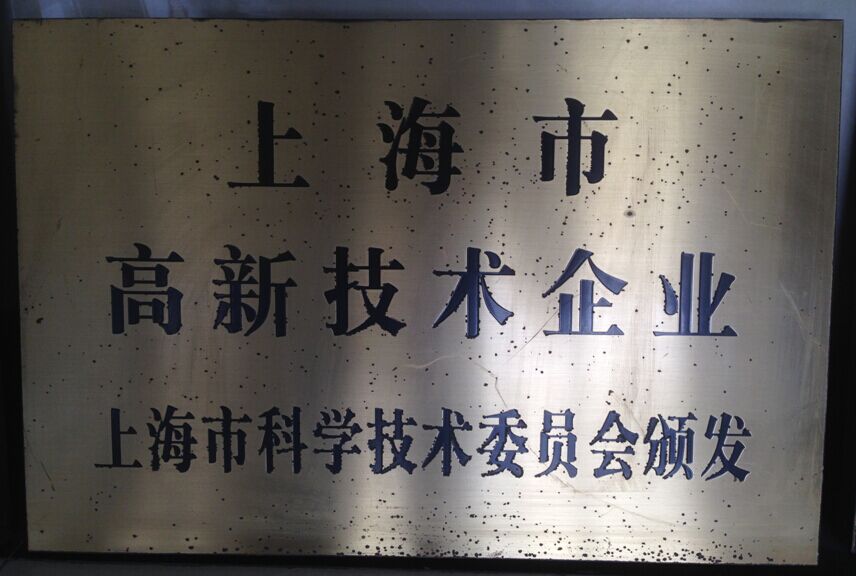 上海市
高新技术企业
上海市科学技术委员会颁发